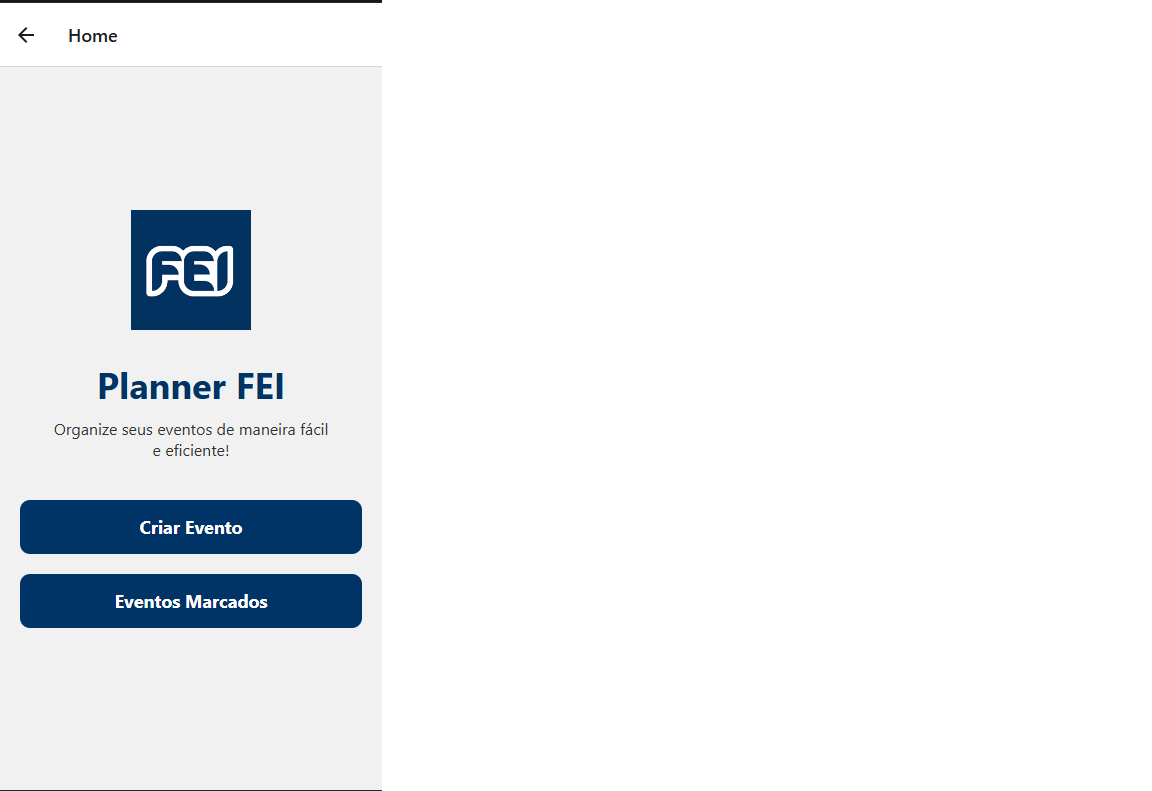 Home
FEI
Planner FEI
Organize seus eventos de maneira fácil
e eficiente!
Criar Evento
Eventos Marcados